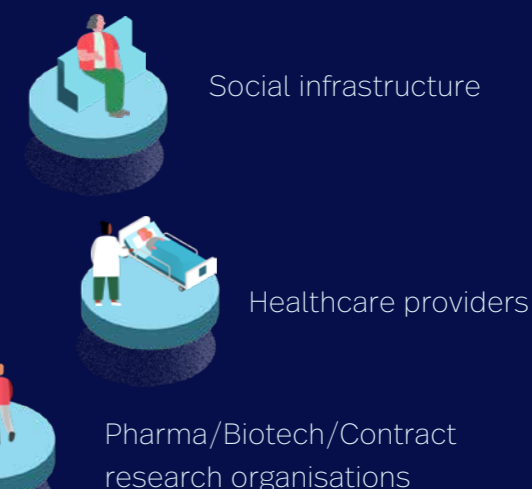 Social infrastructure
Healthcare providers
Pharma/Biotech/Contract
research organisations